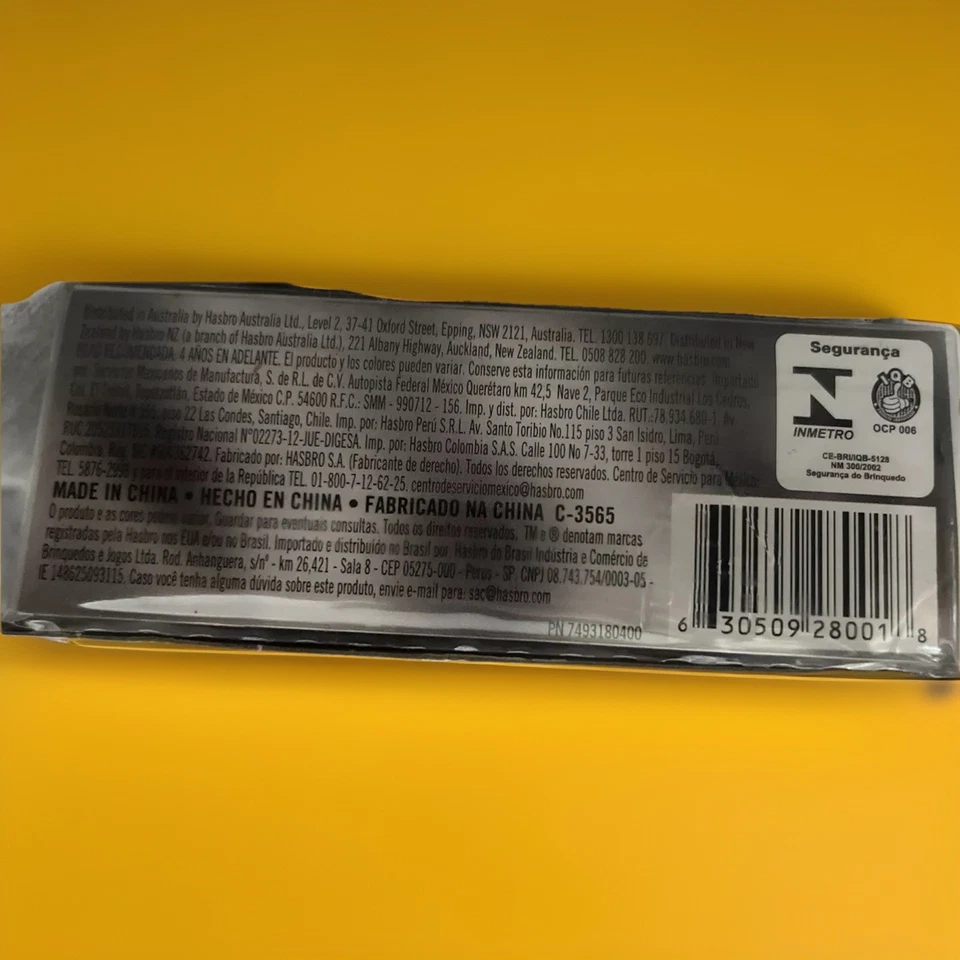 Distributed in Australia by Hasbro Australia Ltd., Level 2, 37-41 Oxford Street, Epping, NSW 2121, Australia. TEL. 1300 138 697. Distributed in New
Zealand by Hasbro NZ (a branch of Hasbro Australia Ltd.), 221 Albany Highway, Auckland, New Zealand. TEL. 0508 828 200. www.hasbro.com.
EDAD RECOMENDADA: 4 AÑOS EN ADELANTE. El producto y los colores pueden variar. Conserve esta información para futuras referencias. Importado
por: Servicios Mexicanos de Manufactura, S. de R.L. de C.V. Autopista Federal México Querétaro km 42,5 Nave 2, Parque Eco Industrial Los Cedros,
Tepotzotlán, Estado de México C.P. 54600 R.F.C.: SMM - 990712 - 156. Imp. y dist. por: Hasbro Chile Ltda. RUT.:78.934.680-1. Av.
Rosario Norte piso 22 Las Condes, Santiago, Chile. Imp. por: Hasbro Perú S.R.L. Av. Santo Toribio No.115 piso 3 San Isidro, Lima, Perú.
Registro Nacional N°02273-12-JUE-DIGESA. Imp. por: Hasbro Colombia S.A.S. Calle 100 No 7-33, torre 1 piso 15 Bogotá,
Colombia. Fabricado por: HASBRO S.A. (Fabricante de derecho). Todos los derechos reservados. Centro de Servicio para México
y para el interior de la República TEL. 01-800-7-12-62-25. centrodeserviciomexico@hasbro.com
MADE IN CHINA • HECHO EN CHINA • FABRICADO NA CHINA C-3565
O produto e as cores podem variar. Guardar para eventuais consultas. Todos os direitos reservados. TM e ® denotam marcas
registradas pela Hasbro nos EUA e/ou no Brasil. Importado e distribuído no Brasil por Hasbro do Brasil Indústria e Comércio de
Brinquedos e Jogos Ltda. Rod. Anhanguera, s/nº - km 26,421 - Sala 8 - CEP 05275-000 - Perus - SP. CNPJ 08.743.754/0003-05 -
IE 148625093115. Caso você tenha alguma dúvida sobre este produto, envie e-mail para: sac@hasbro.com
PN 7493180400
Segurança
INMETRO
IQB
OCP 006
CE-BRI/IQB-5128
NM 300/2002
Segurança do Brinquedo
6 30509 28001 8